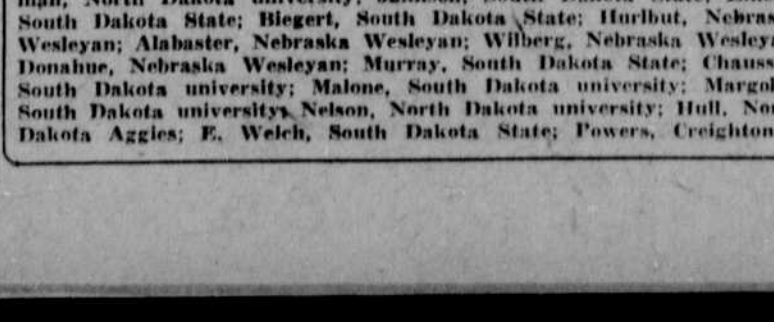 South Dakota State; Biegert, South Dakota State; Hurlbut, Nebras
Wesleyan; Alabaster, Nebraska Wesleyan; Wilberg, Nebraska Wesley
Donahue, Nebraska Wesleyan; Murray, South Dakota State; Chauss
South Dakota university; Malone, South Dakota university; Margol
South Dakota university; Nelson, North Dakota university; Hull, No
Dakota Aggies; E. Welch, South Dakota State; Powers, Creighton